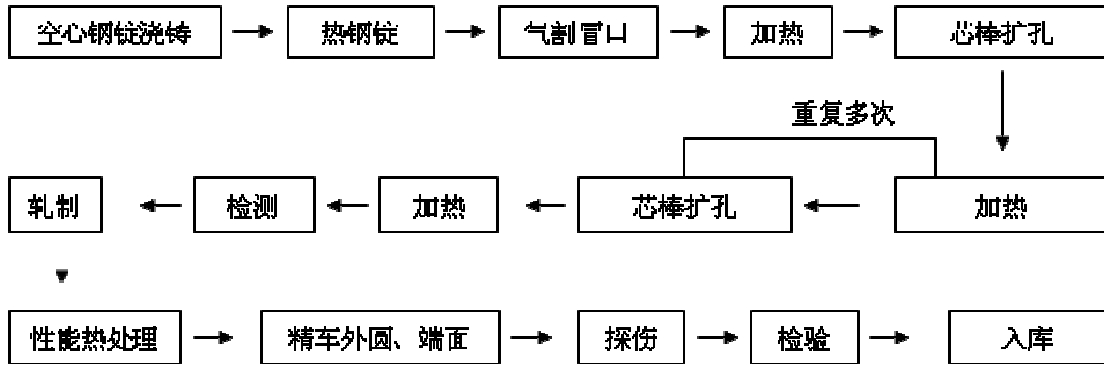 空心钢锭浇铸
热钢锭
气割冒口
加热
芯棒扩孔
重复多次
轧制
检测
加热
芯棒扩孔
加热
性能热处理
精车外圆、端面
探伤
检验
入库